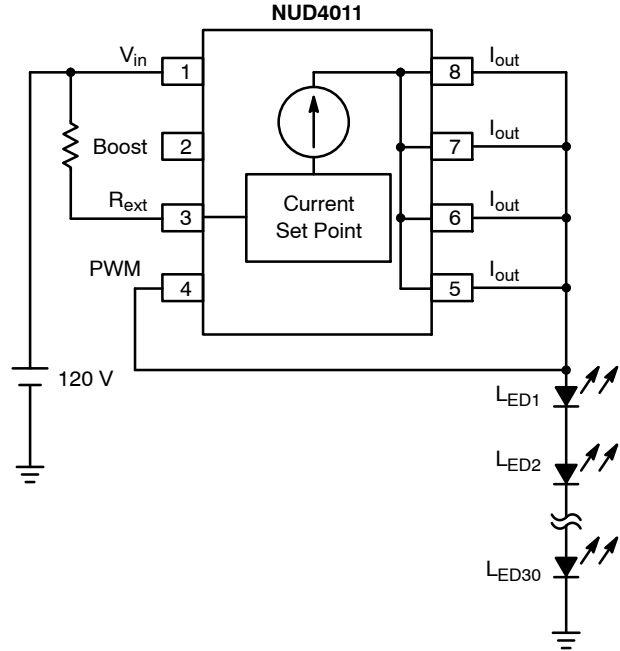 NUD4011
Vin
1
8
Iout
Boost
2
7
Iout
Rext
3
Current
Set Point
6
Iout
PWM
4
5
Iout
120 V
LED1
LED2
LED30